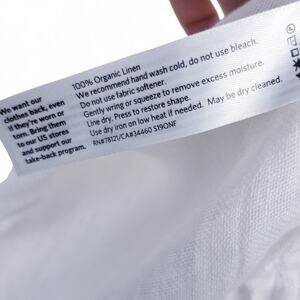 We want our
clothes back, even
if they're worn or
torn. Bring them
to our US stores
and support our
take-back program.
100% Organic Linen
We recommend hand wash cold, do not use bleach.
Do not use fabric softener.
Gently wring or squeeze to remove excess moisture.
Line dry. Press to restore shape.
Use dry iron on low heat if needed. May be dry cleaned.
RN#78121/CA#34460 S19ONF